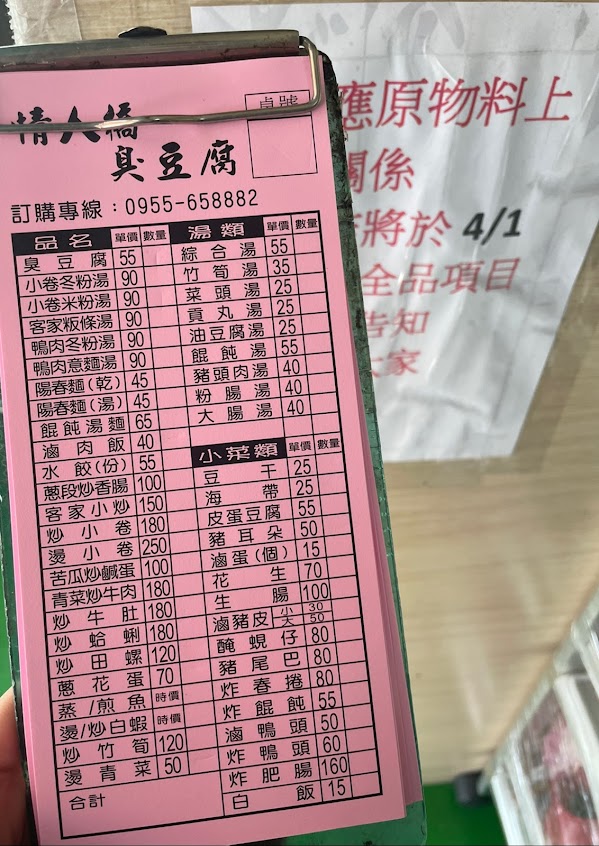 情人橋
臭豆腐
桌號
訂購專線：0955-658882
品名 單價 數量
臭豆腐 55
小卷冬粉湯 90
小卷米粉湯 90
客家粄條湯 90
鴨肉冬粉湯 90
鴨肉意麵湯 90
陽春麵(乾) 45
陽春麵(湯) 45
餛飩湯麵 65
滷肉飯 40
水餃(份) 55
蔥段炒香腸 100
客家小炒 150
炒小卷 180
燙小卷 250
苦瓜炒鹹蛋 100
青菜炒牛肉 180
炒牛肚 180
炒蛤蜊 180
炒田螺 120
蔥花蛋 70
蒸/煎魚 時價
燙/炒白蝦 時價
炒竹筍 120
燙青菜 50
合計
湯類 單價 數量
綜合湯 55
竹筍湯 35
菜頭湯 25
貢丸湯 25
油豆腐湯 25
餛飩湯 55
豬頭肉湯 40
粉腸湯 40
大腸湯 40
小菜類 單價 數量
豆干 25
海帶 25
皮蛋豆腐 55
豬耳朵 50
滷蛋(個) 15
花生 70
生腸 100
滷豬皮 小 30
大 50
醃蜆仔 80
豬尾巴 80
炸春捲 80
炸餛飩 55
滷鴨頭 50
炸鴨頭 60
炸肥腸 160
白飯 15
應原物料上
關係
將於 4/1
全品項目
告知
大家